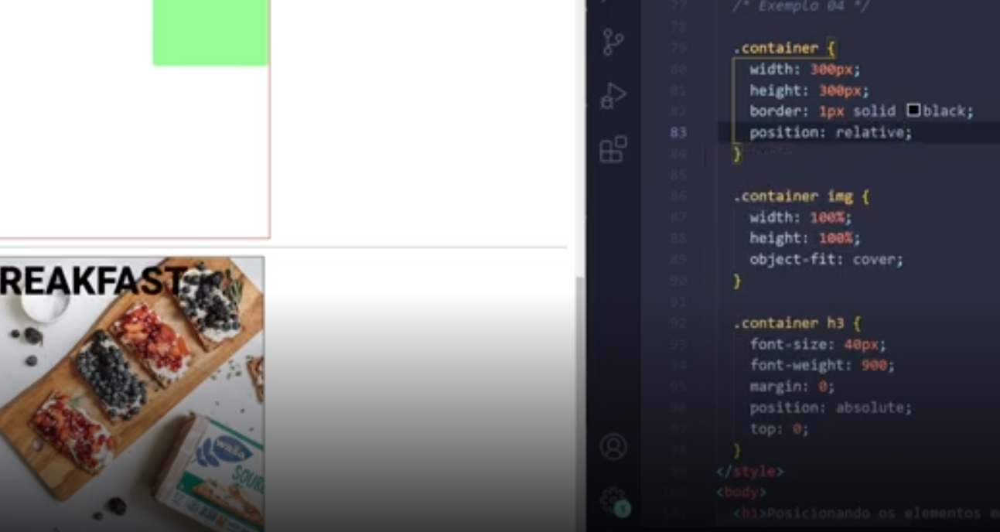 REAKFAST
wasa
SOUR
77 /* Exemplo 04 */
78
79 .container {
80 width: 300px;
81 height: 300px;
82 border: 1px solid black;
83 position: relative;
84 }
85
86 .container img {
87 width: 100%;
88 height: 100%;
89 object-fit: cover;
90 }
91
92 .container h3 {
93 font-size: 40px;
94 font-weight: 900;
95 margin: 0;
96 position: absolute;
97 top: 0;
98 }
</style>
<body>
<h1>Posicionando os elementos
1